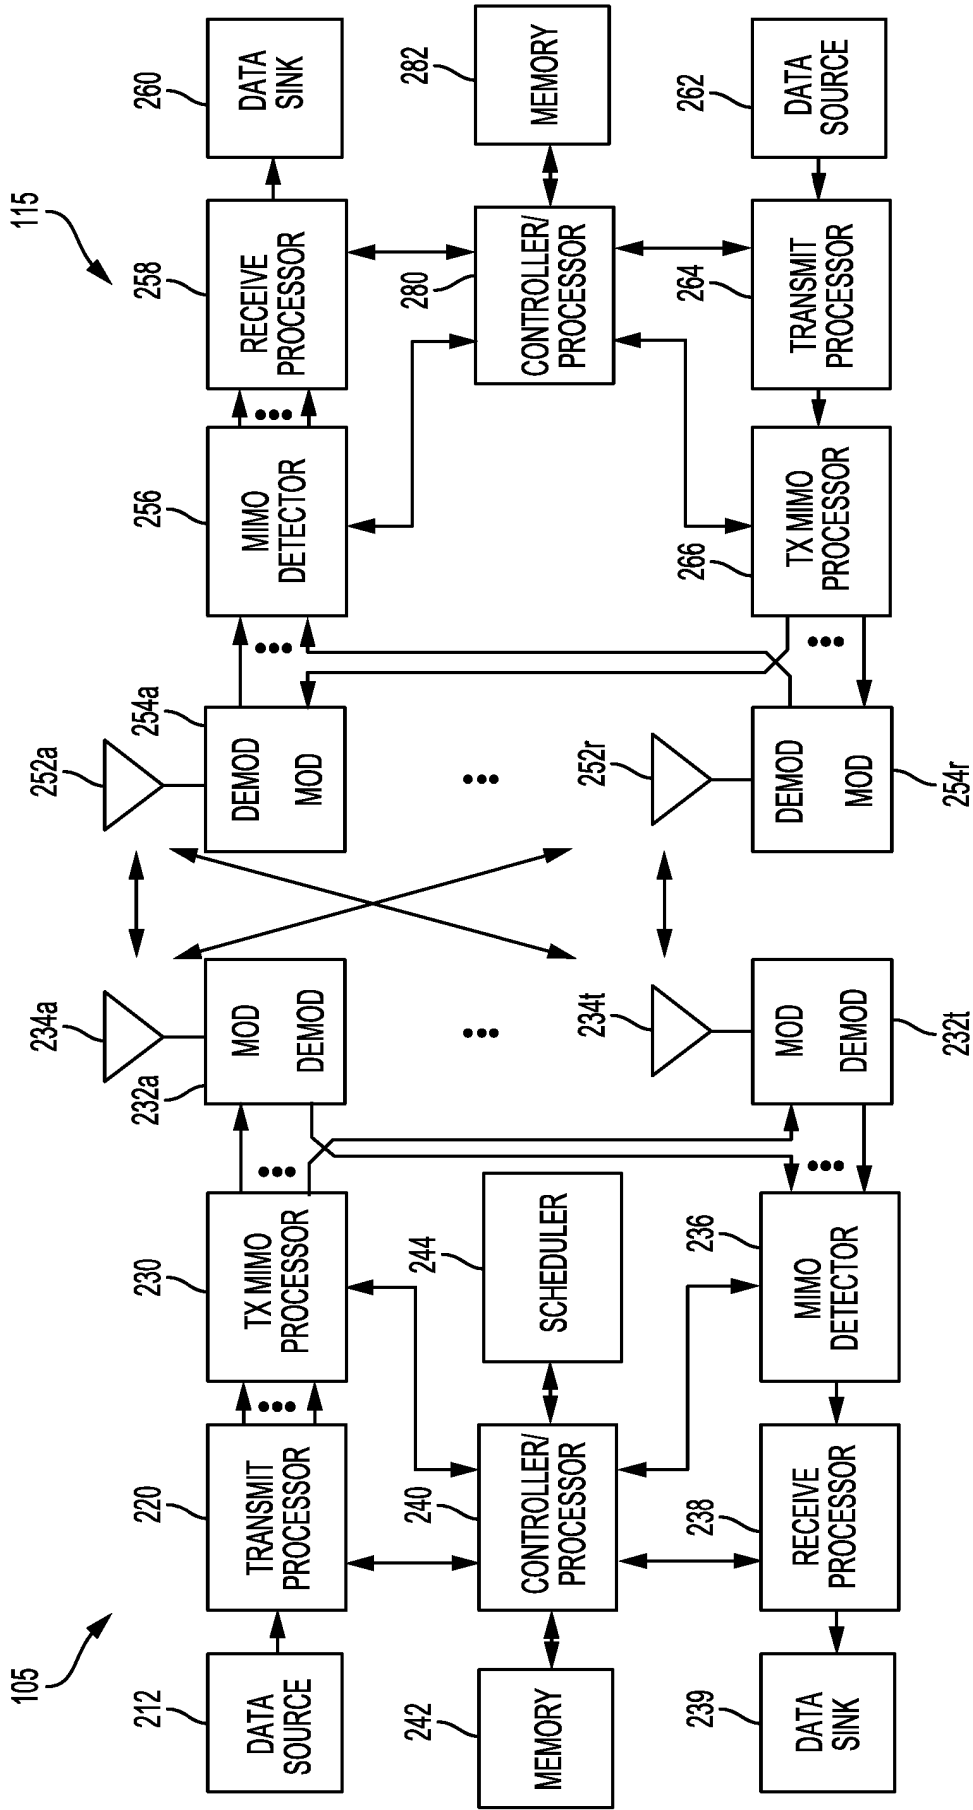 105
115
212
DATA
SOURCE
220
TRANSMIT
PROCESSOR
230
TX MIMO
PROCESSOR
232a
MOD
DEMOD
234a
252a
254a
DEMOD
MOD
256
MIMO
DETECTOR
258
RECEIVE
PROCESSOR
260
DATA
SINK
242
MEMORY
240
CONTROLLER/
PROCESSOR
244
SCHEDULER
280
CONTROLLER/
PROCESSOR
282
MEMORY
239
DATA
SINK
238
RECEIVE
PROCESSOR
236
MIMO
DETECTOR
234t
MOD
DEMOD
232t
252r
DEMOD
MOD
254r
266
TX MIMO
PROCESSOR
264
TRANSMIT
PROCESSOR
262
DATA
SOURCE